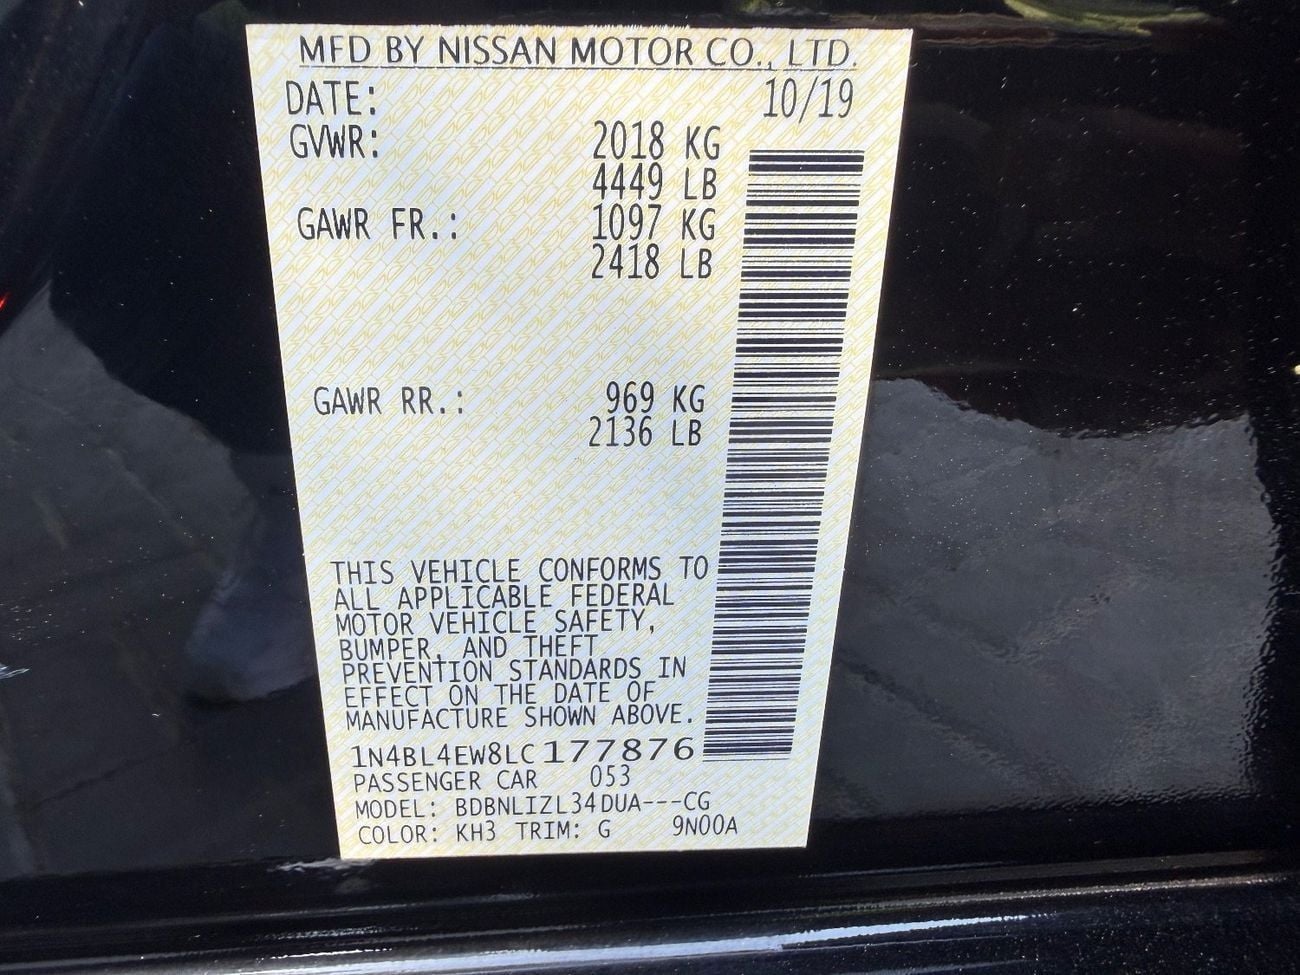 MFD BY NISSAN MOTOR CO., LTD.
DATE: 10/19
GVWR: 2018 KG
4449 LB
GAWR FR.: 1097 KG
2418 LB
GAWR RR.: 969 KG
2136 LB
THIS VEHICLE CONFORMS TO
ALL APPLICABLE FEDERAL
MOTOR VEHICLE SAFETY,
BUMPER, AND THEFT
PREVENTION STANDARDS IN
EFFECT ON THE DATE OF
MANUFACTURE SHOWN ABOVE.
1N4BL4EW8LC177876
PASSENGER CAR 053
MODEL: BDBNLIZL34DUA---CG
COLOR: KH3 TRIM: G 9N00A